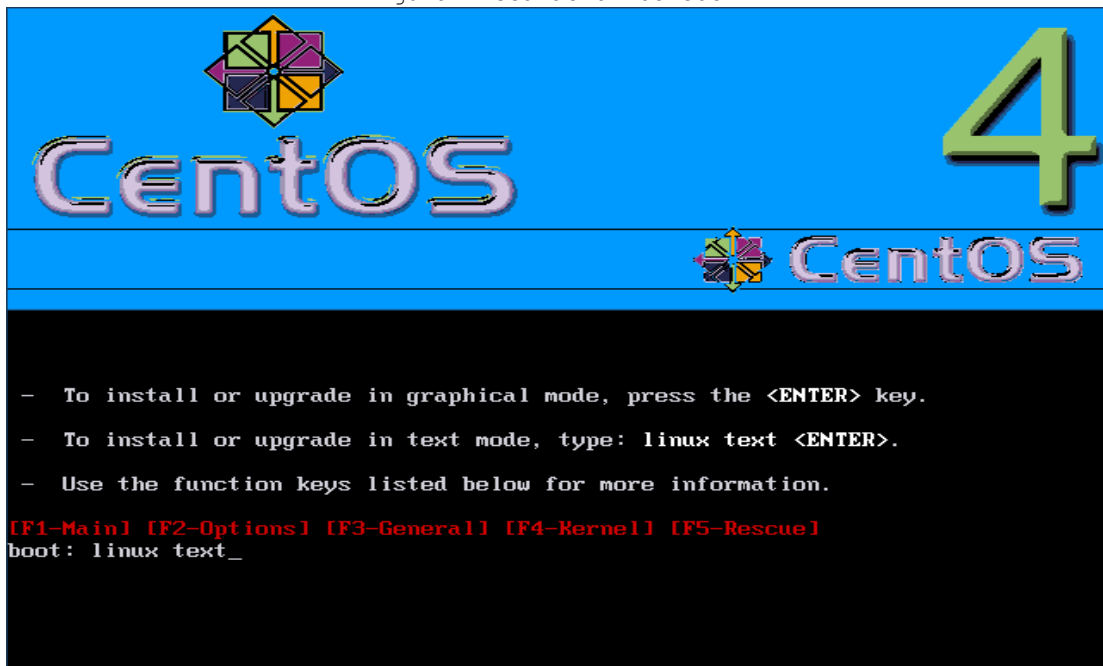 4
CentOS
CentOS
- To install or upgrade in graphical mode, press the <ENTER> key.
- To install or upgrade in text mode, type: linux text <ENTER>.
- Use the function keys listed below for more information.
[F1-Main] [F2-Options] [F3-General] [F4-Kernel] [F5-Rescue]
boot: linux text_